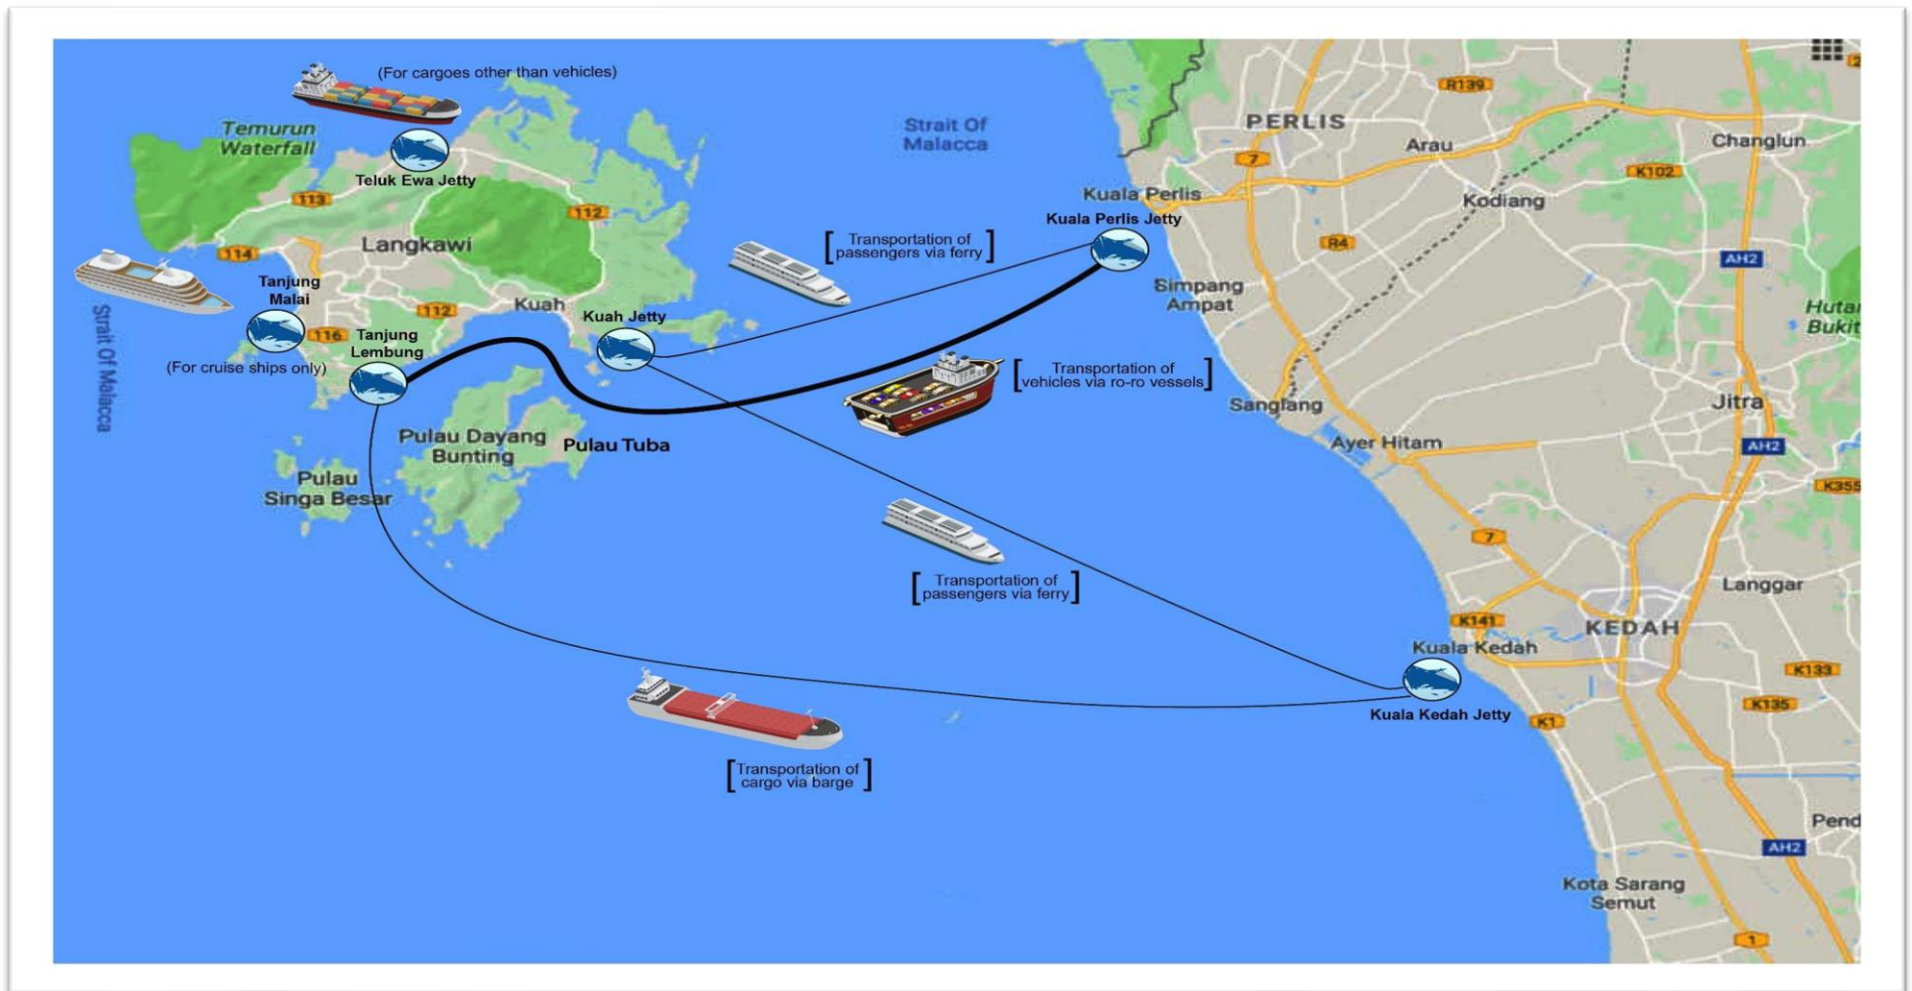 (For cargoes other than vehicles)
Temurun
Waterfall
Teluk Ewa Jetty
113
112
114
Langkawi
Strait Of
Malacca
Tanjung
Malai
116
112
(For cruise ships only)
Tanjung
Lembung
Kuah
Kuah Jetty
Strait Of Malacca
Pulau Dayang
Bunting
Pulau Tuba
Pulau
Singa Besar
[Transportation of
passengers via ferry]
[Transportation of
vehicles via ro-ro vessels]
[Transportation of
passengers via ferry]
[Transportation of
cargo via barge]
PERLIS
R139
Arau
Changlun
7
K102
Kuala Perlis
Kuala Perlis Jetty
Kodiang
R4
AH2
Simpang
Ampat
Hutan
Bukit
Sanglang
Jitra
Ayer Hitam
AH2
K355
7
Langgar
K141
KEDAH
Kuala Kedah
K133
Kuala Kedah Jetty
K1
K135
Pend
AH2
Kota Sarang
Semut
1